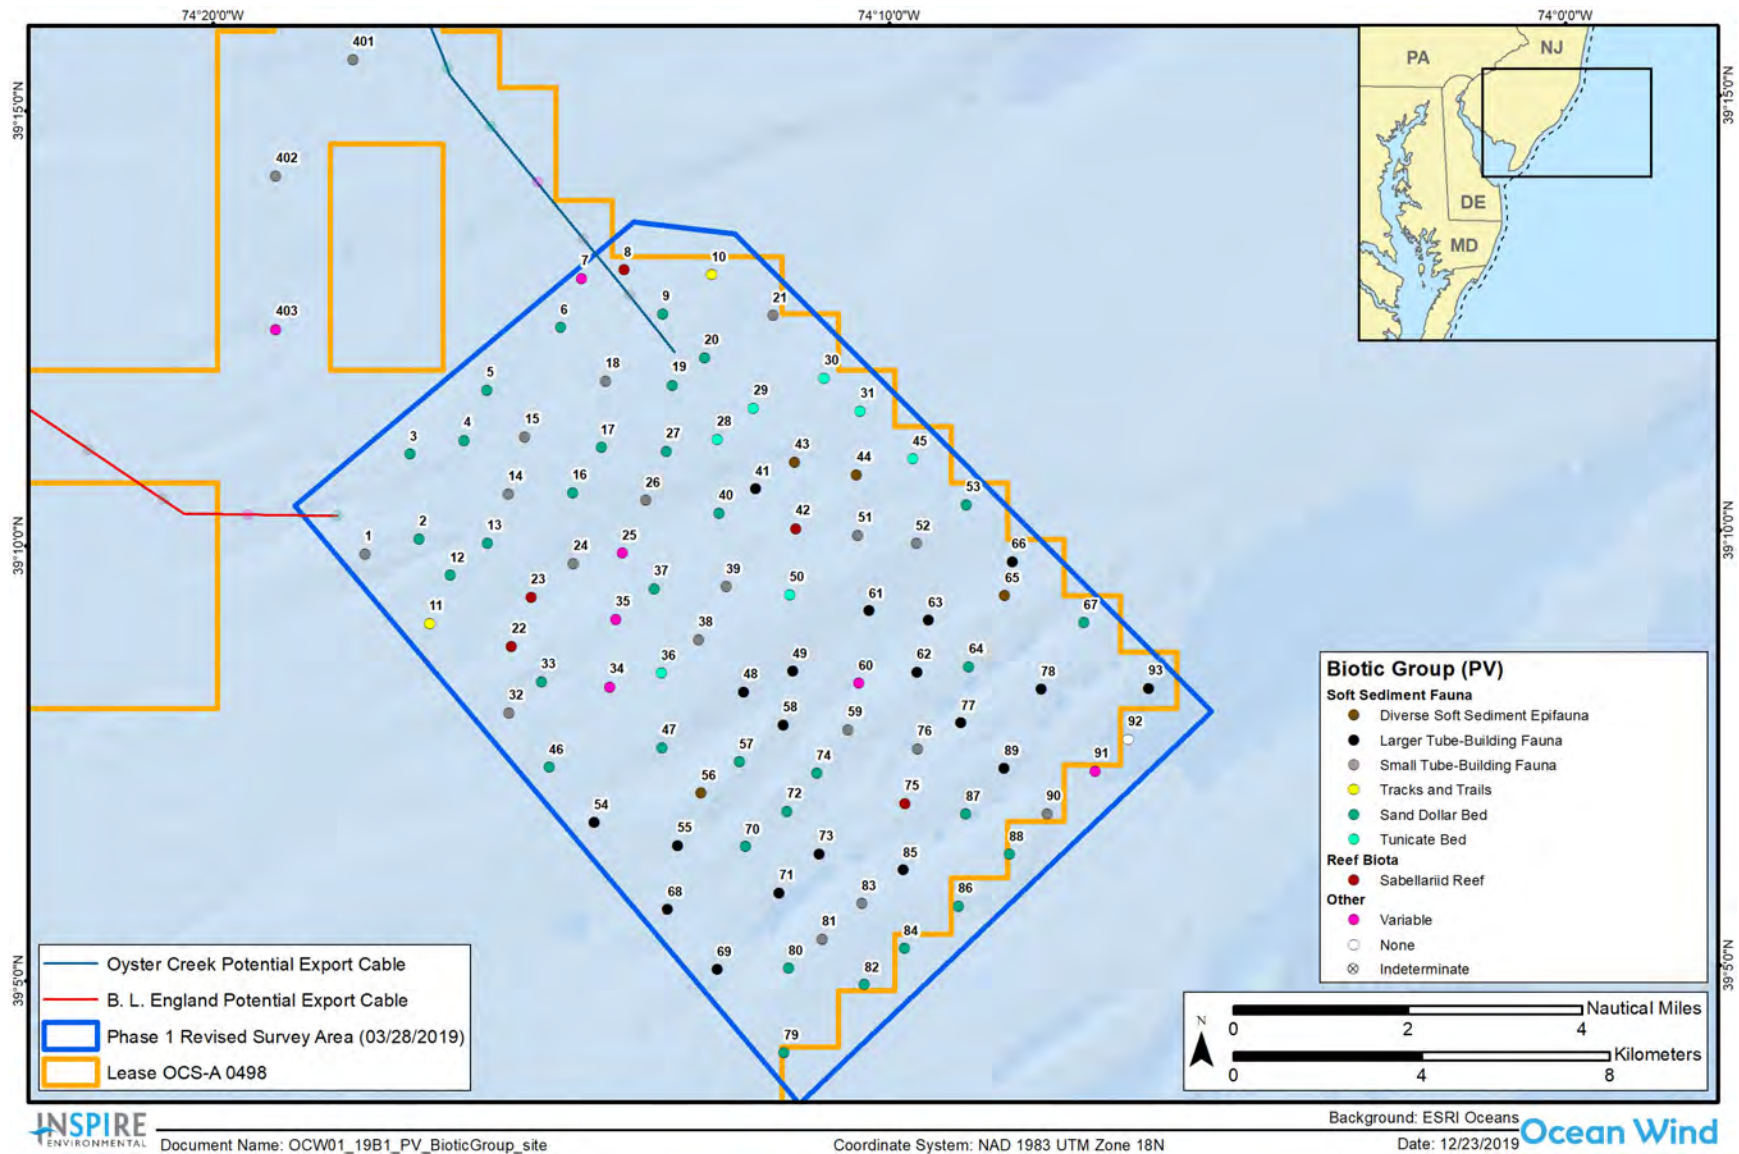 74°20'0"W
74°10'0"W
74°0'0"W
39°15'0"N
39°10'0"N
39°5'0"N
39°15'0"N
39°10'0"N
39°5'0"N
PA
NJ
DE
MD
401
402
403
7
8
10
9
21
6
20
5
18
19
30
29
31
4
15
3
17
27
28
43
45
44
14
16
26
41
40
53
2
13
42
51
52
1
25
24
66
12
23
37
39
50
65
11
35
61
63
67
22
38
33
34
36
49
48
60
62
64
78
93
32
58
59
77
92
47
57
76
46
74
89
91
56
75
54
72
87
90
55
70
73
85
88
71
83
86
68
81
84
69
80
82
79
Biotic Group (PV)
Soft Sediment Fauna
Diverse Soft Sediment Epifauna
Larger Tube-Building Fauna
Small Tube-Building Fauna
Tracks and Trails
Sand Dollar Bed
Tunicate Bed
Reef Biota
Sabellariid Reef
Other
Variable
None
Indeterminate
Oyster Creek Potential Export Cable
B. L. England Potential Export Cable
Phase 1 Revised Survey Area (03/28/2019)
Lease OCS-A 0498
N
Nautical Miles
0 2 4
Kilometers
0 4 8
INSPIRE
ENVIRONMENTAL
Document Name: OCW01_19B1_PV_BioticGroup_site
Coordinate System: NAD 1983 UTM Zone 18N
Background: ESRI Oceans
Date: 12/23/2019
Ocean Wind